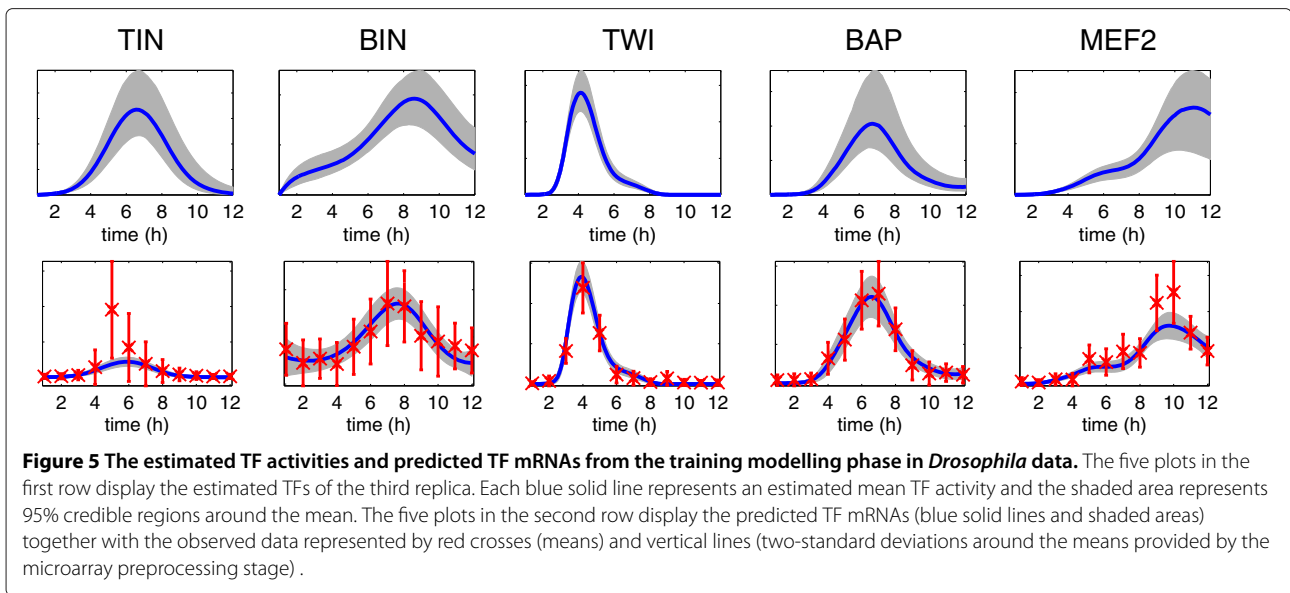 TIN BIN TWI BAP MEF2
2 4 6 8 10 12 2 4 6 8 10 12 2 4 6 8 10 12 2 4 6 8 10 12 2 4 6 8 10 12
time (h) time (h) time (h) time (h) time (h)
2 4 6 8 10 12 2 4 6 8 10 12 2 4 6 8 10 12 2 4 6 8 10 12 2 4 6 8 10 12
time (h) time (h) time (h) time (h) time (h)
Figure 5 The estimated TF activities and predicted TF mRNAs from the training modelling phase in Drosophila data. The five plots in the
first row display the estimated TFs of the third replica. Each blue solid line represents an estimated mean TF activity and the shaded area represents
95% credible regions around the mean. The five plots in the second row display the predicted TF mRNAs (blue solid lines and shaded areas)
together with the observed data represented by red crosses (means) and vertical lines (two-standard deviations around the means provided by the
microarray preprocessing stage) .